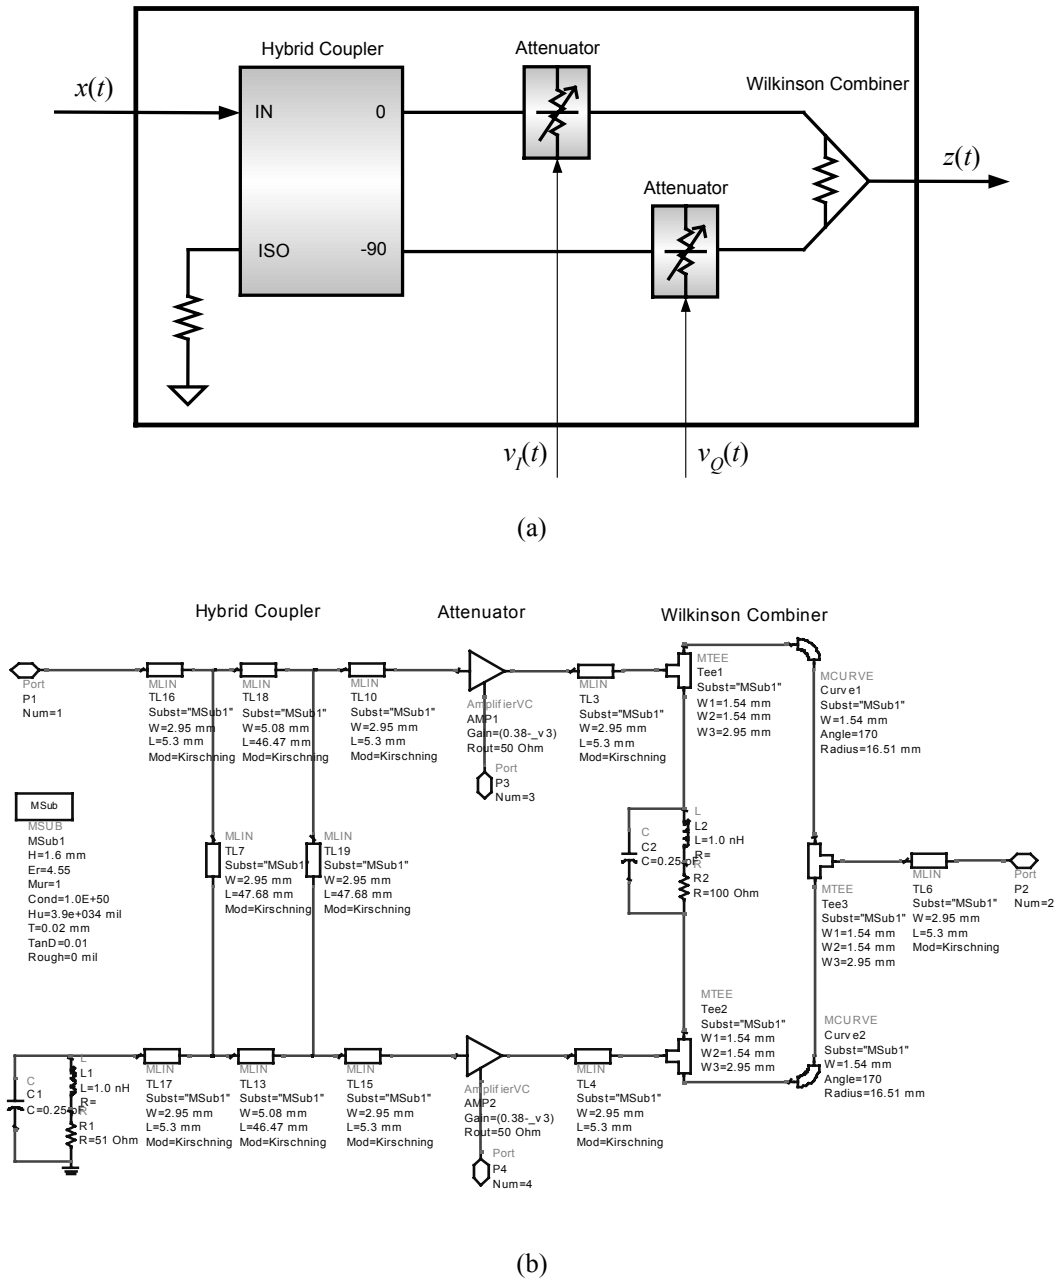 Hybrid Coupler
Attenuator
Wilkinson Combiner
x(t)
IN
0
z(t)
Attenuator
ISO
-90
v_I(t)
v_Q(t)
(a)
Hybrid Coupler
Attenuator
Wilkinson Combiner
Port
P1
Num=1
MLIN
TL16
Subst="MSub1"
W=2.95 mm
L=5.3 mm
Mod=Kirschning
MLIN
TL18
Subst="MSub1"
W=5.08 mm
L=46.47 mm
Mod=Kirschning
MLIN
TL10
Subst="MSub1"
W=2.95 mm
L=5.3 mm
Mod=Kirschning
AmplifierVC
AMP1
Gain=(0.38-_v3)
Rout=50 Ohm
Port
P3
Num=3
MLIN
TL3
Subst="MSub1"
W=2.95 mm
L=5.3 mm
Mod=Kirschning
MTEE
Tee1
Subst="MSub1"
W1=1.54 mm
W2=1.54 mm
W3=2.95 mm
MCURVE
Curve1
Subst="MSub1"
W=1.54 mm
Angle=170
Radius=16.51 mm
MSub
MSUB
MSub1
H=1.6 mm
Er=4.55
Mur=1
Cond=1.0E+50
Hu=3.9e+034 mil
T=0.02 mm
TanD=0.01
Rough=0 mil
MLIN
TL7
Subst="MSub1"
W=2.95 mm
L=47.68 mm
Mod=Kirschning
MLIN
TL19
Subst="MSub1"
W=2.95 mm
L=47.68 mm
Mod=Kirschning
C
C2
C=0.25 pF
L
L2
L=1.0 nH
R=
R
R2
R=100 Ohm
MTEE
Tee3
Subst="MSub1"
W1=1.54 mm
W2=1.54 mm
W3=2.95 mm
MLIN
TL6
Subst="MSub1"
W=2.95 mm
L=5.3 mm
Mod=Kirschning
Port
P2
Num=2
C
C1
C=0.25 pF
L
L1
L=1.0 nH
R=
R
R1
R=51 Ohm
MLIN
TL17
Subst="MSub1"
W=2.95 mm
L=5.3 mm
Mod=Kirschning
MLIN
TL13
Subst="MSub1"
W=5.08 mm
L=46.47 mm
Mod=Kirschning
MLIN
TL15
Subst="MSub1"
W=2.95 mm
L=5.3 mm
Mod=Kirschning
AmplifierVC
AMP2
Gain=(0.38-_v3)
Rout=50 Ohm
Port
P4
Num=4
MLIN
TL4
Subst="MSub1"
W=2.95 mm
L=5.3 mm
Mod=Kirschning
MTEE
Tee2
Subst="MSub1"
W1=1.54 mm
W2=1.54 mm
W3=2.95 mm
MCURVE
Curve2
Subst="MSub1"
W=1.54 mm
Angle=170
Radius=16.51 mm
(b)